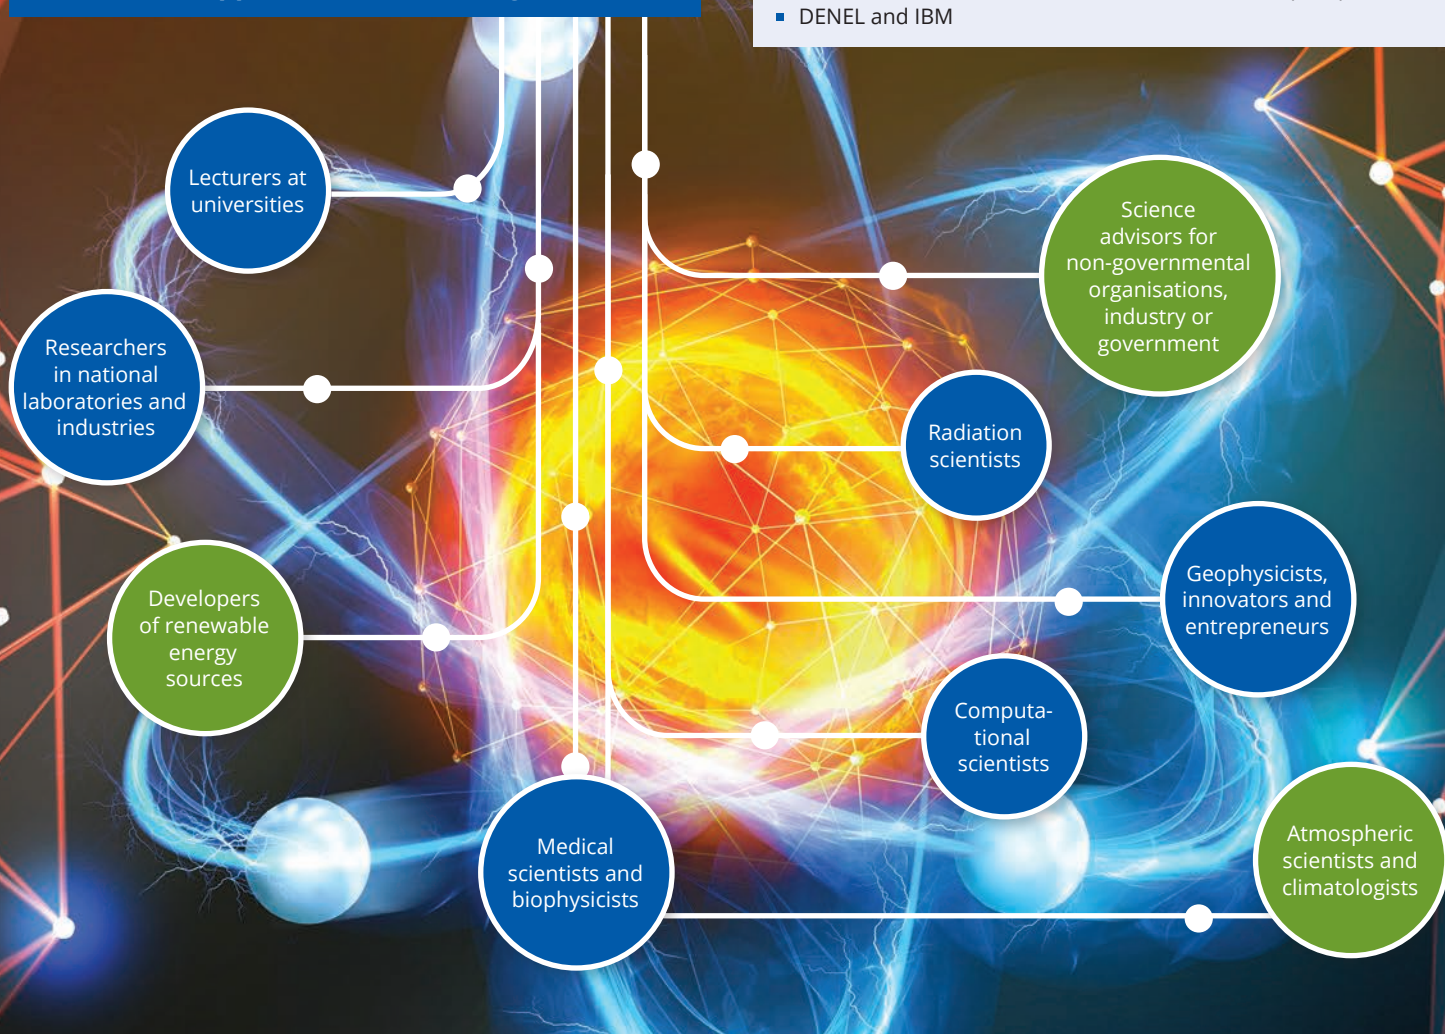 DENEL and IBM
Lecturers at
universities
Science
advisors for
non-governmental
organisations,
industry or
government
Researchers
in national
laboratories and
industries
Radiation
scientists
Geophysicists,
innovators and
entrepreneurs
Developers
of renewable
energy
sources
Computa-
tional
scientists
Medical
scientists and
biophysicists
Atmospheric
scientists and
climatologists